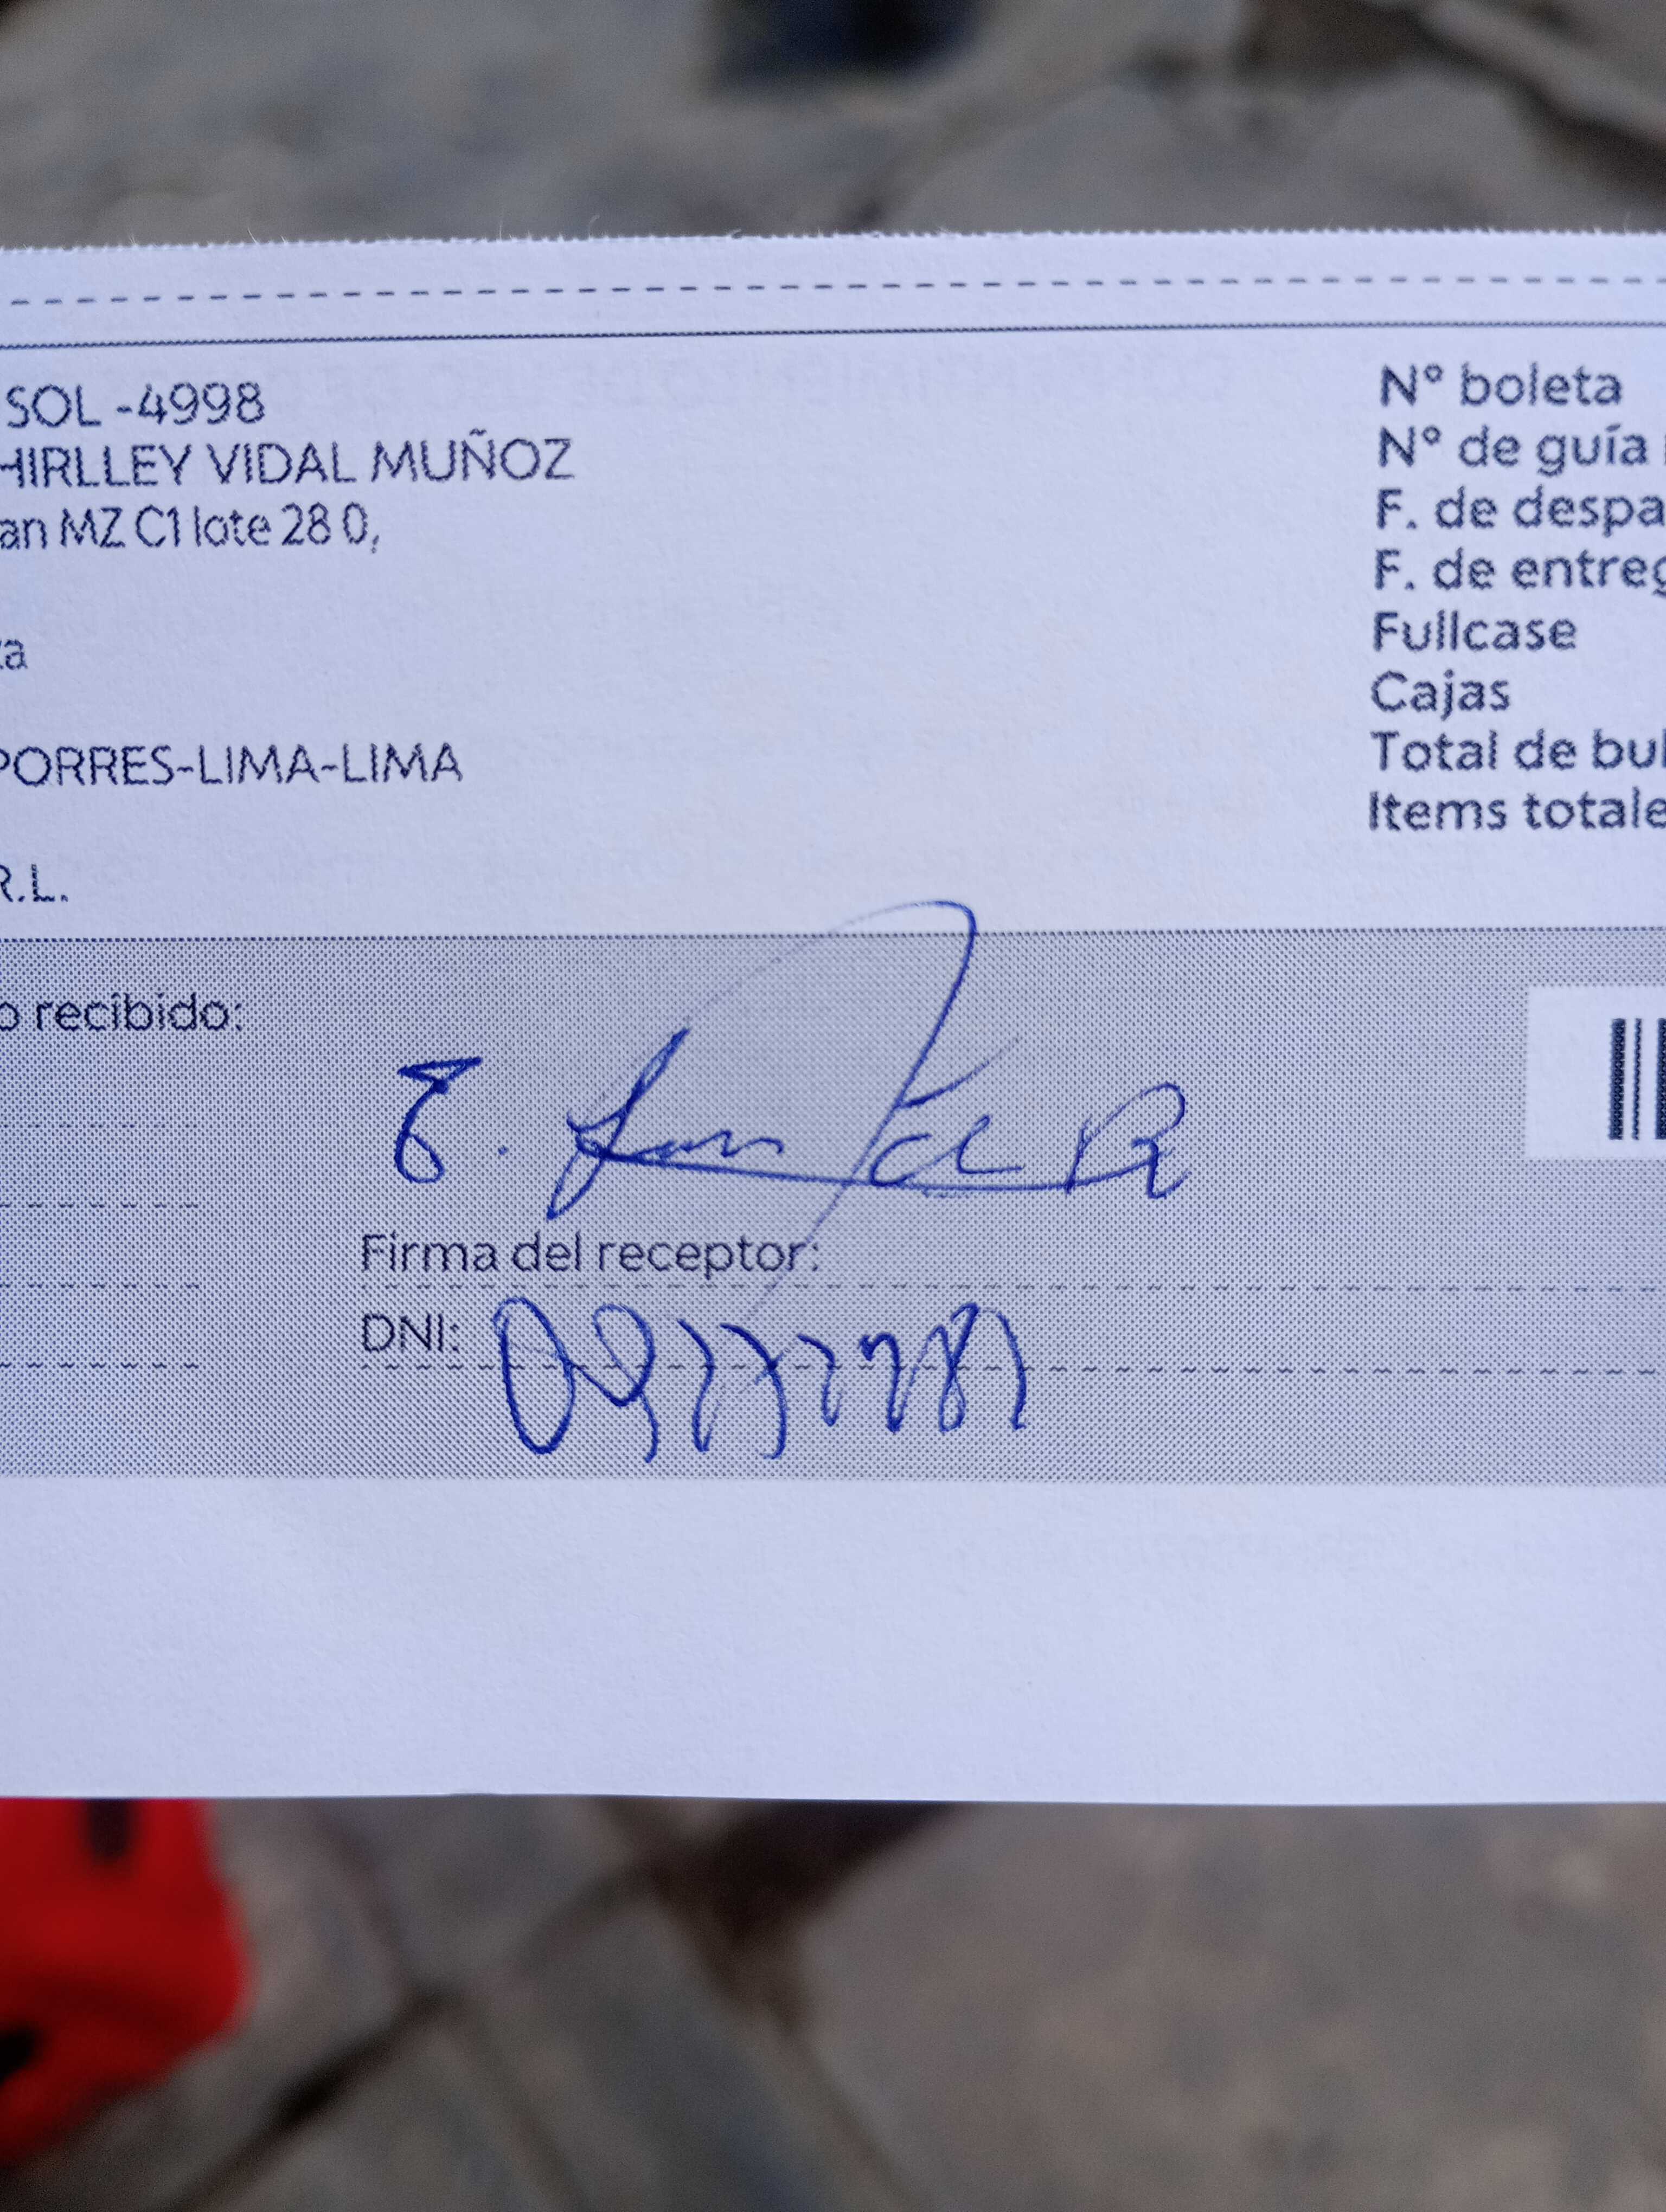 SOL -4998
HIRLLEY VIDAL MUÑOZ
an MZ C1 lote 28 0,
za
PORRES-LIMA-LIMA
R.L.
N° boleta
N° de guía
F. de despa
F. de entreg
Fullcase
Cajas
Total de bul
Items totale
o recibido:
Firma del receptor:
DNI: